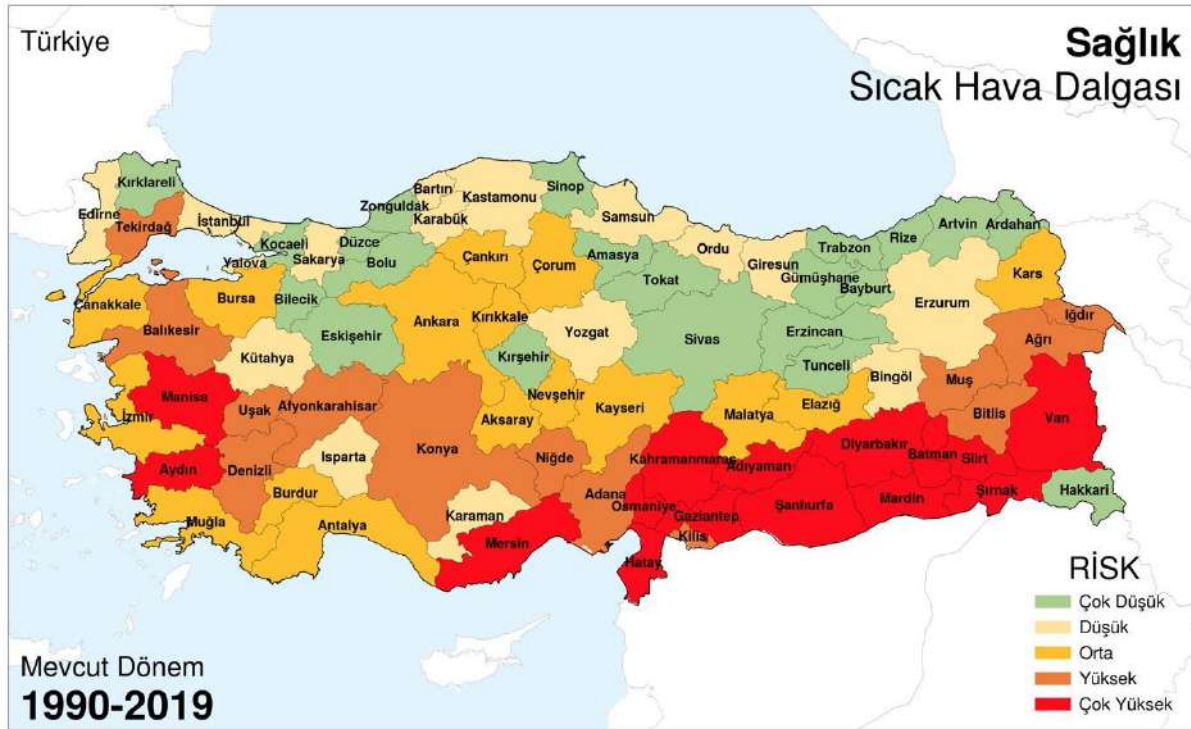 Türkiye
Sağlık
Sıcak Hava Dalgası
Kırklareli
Edirne
Tekirdağ
İstanbul
Kocaeli
Yalova
Sakarya
Düzce
Zonguldak
Bartın
Karabük
Kastamonu
Sinop
Samsun
Ordu
Giresun
Trabzon
Rize
Artvin
Ardahan
Gümüşhane
Bayburt
Bolu
Çankırı
Çorum
Amasya
Tokat
Kars
Erzurum
Çanakkale
Bursa
Bilecik
Balıkesir
Eskişehir
Ankara
Kırıkkale
Yozgat
Sivas
Erzincan
Iğdır
Ağrı
Kütahya
Kırşehir
Tunceli
Bingöl
Muş
Manisa
Uşak
Afyonkarahisar
Nevşehir
Kayseri
Malatya
Elazığ
Bitlis
Van
İzmir
Aksaray
Konya
Niğde
Kahramanmaraş
Adıyaman
Diyarbakır
Batman
Siirt
Aydın
Denizli
Isparta
Burdur
Adana
Osmaniye
Gaziantep
Şanlıurfa
Mardin
Şırnak
Hakkari
Muğla
Antalya
Karaman
Mersin
Kilis
Hatay
RİSK
Çok Düşük
Düşük
Orta
Yüksek
Çok Yüksek
Mevcut Dönem
1990-2019